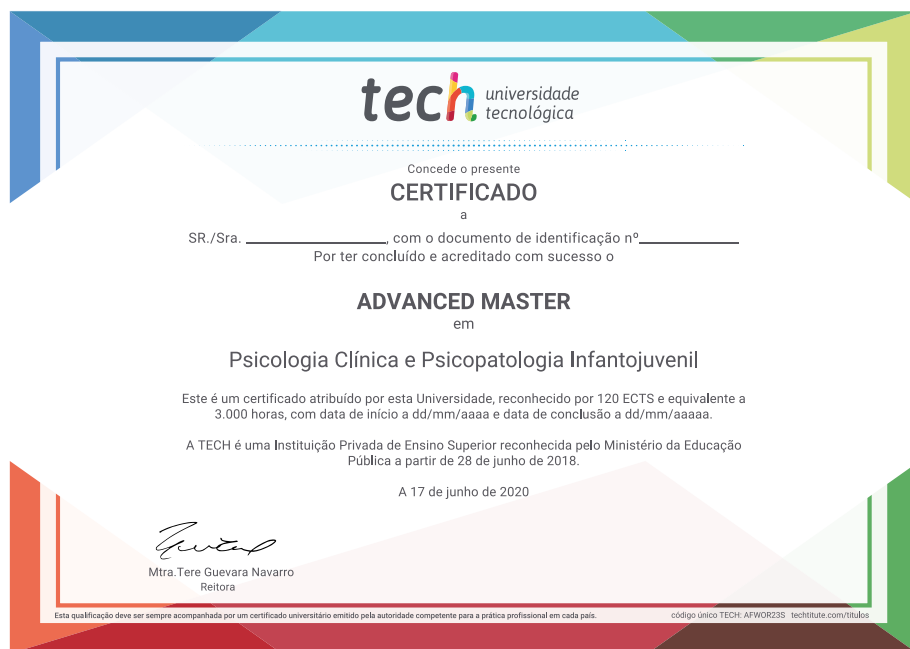 tech universidade
tecnológica
Concede o presente
CERTIFICADO
a
SR./Sra. ________________, com o documento de identificação nº____________
Por ter concluído e acreditado com sucesso o
ADVANCED MASTER
em
Psicologia Clínica e Psicopatologia Infantojuvenil
Este é um certificado atribuído por esta Universidade, reconhecido por 120 ECTS e equivalente a
3.000 horas, com data de início a dd/mm/aaaa e data de conclusão a dd/mm/aaaaa.
A TECH é uma Instituição Privada de Ensino Superior reconhecida pelo Ministério da Educação
Pública a partir de 28 de junho de 2018.
A 17 de junho de 2020
Mtra.Tere Guevara Navarro
Reitora
Esta qualificação deve ser sempre acompanhada por um certificado universitário emitido pela autoridade competente para a prática profissional em cada país.
código único TECH: AFWOR23S techtitute.com/titulos